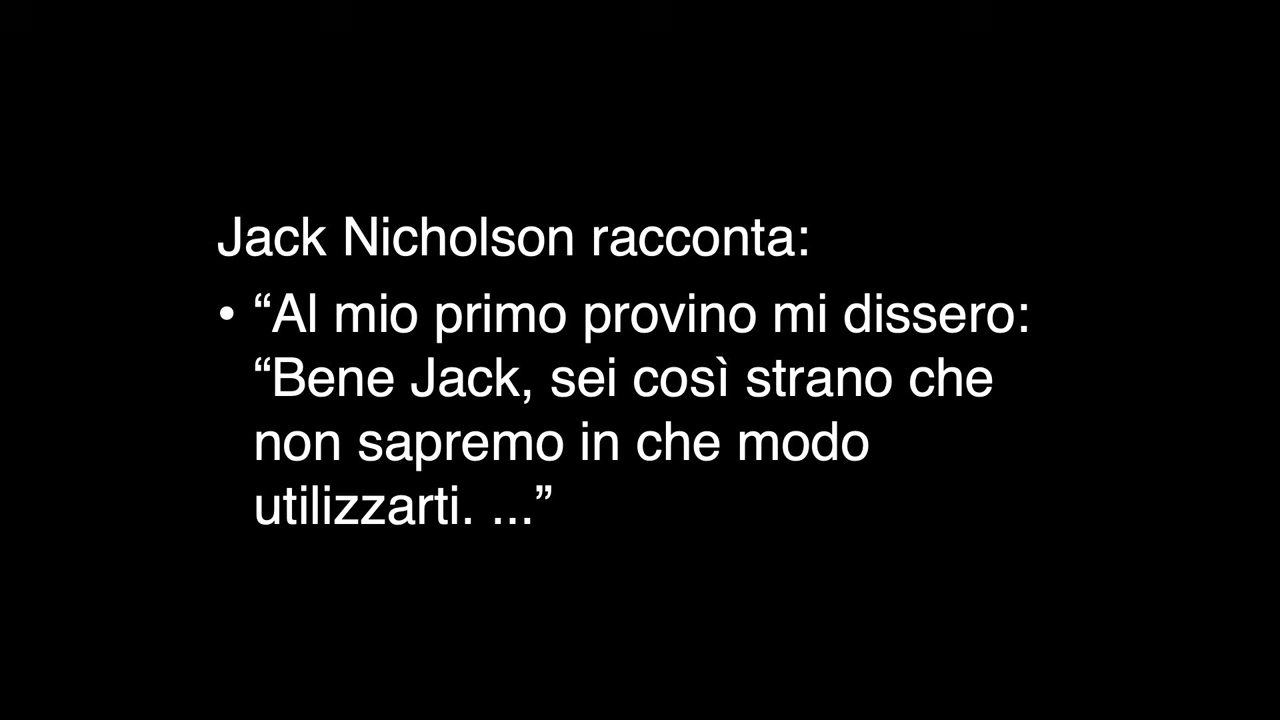 Jack Nicholson racconta:
• “Al mio primo provino mi dissero:
“Bene Jack, sei così strano che
non sapremo in che modo
utilizzarti. ...”